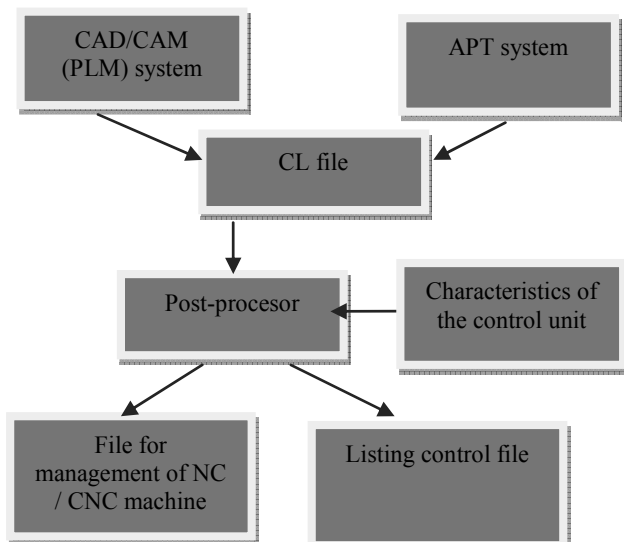 CAD/CAM
(PLM) system
APT system
CL file
Post-procesor
Characteristics of
the control unit
File for
management of NC
/ CNC machine
Listing control file